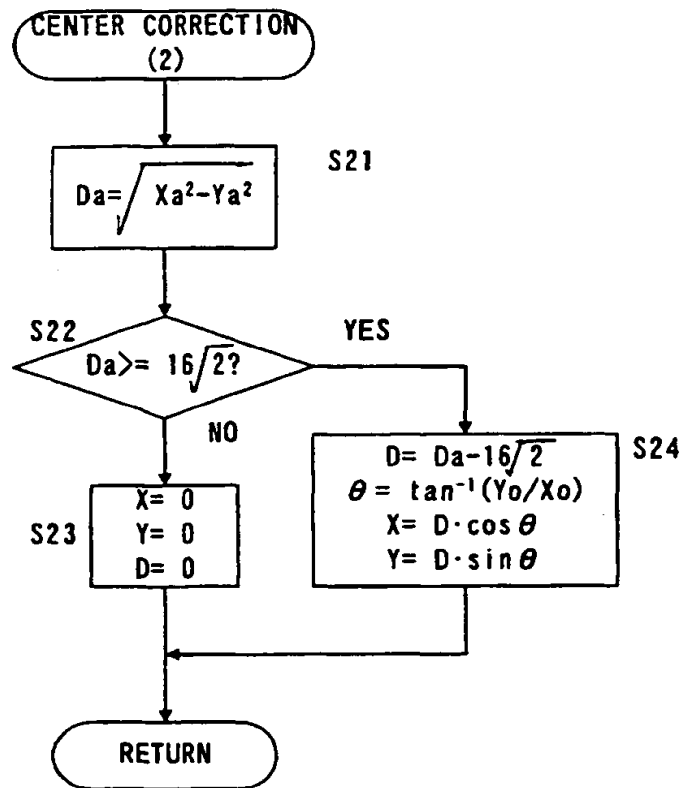 CENTER CORRECTION
(2)
S21
Da=√Xa²-Ya²
S22
Da>= 16√2?
YES
NO
S23
X= 0
Y= 0
D= 0
S24
D= Da-16√2
θ = tan⁻¹(Yo/Xo)
X= D·cosθ
Y= D·sinθ
RETURN